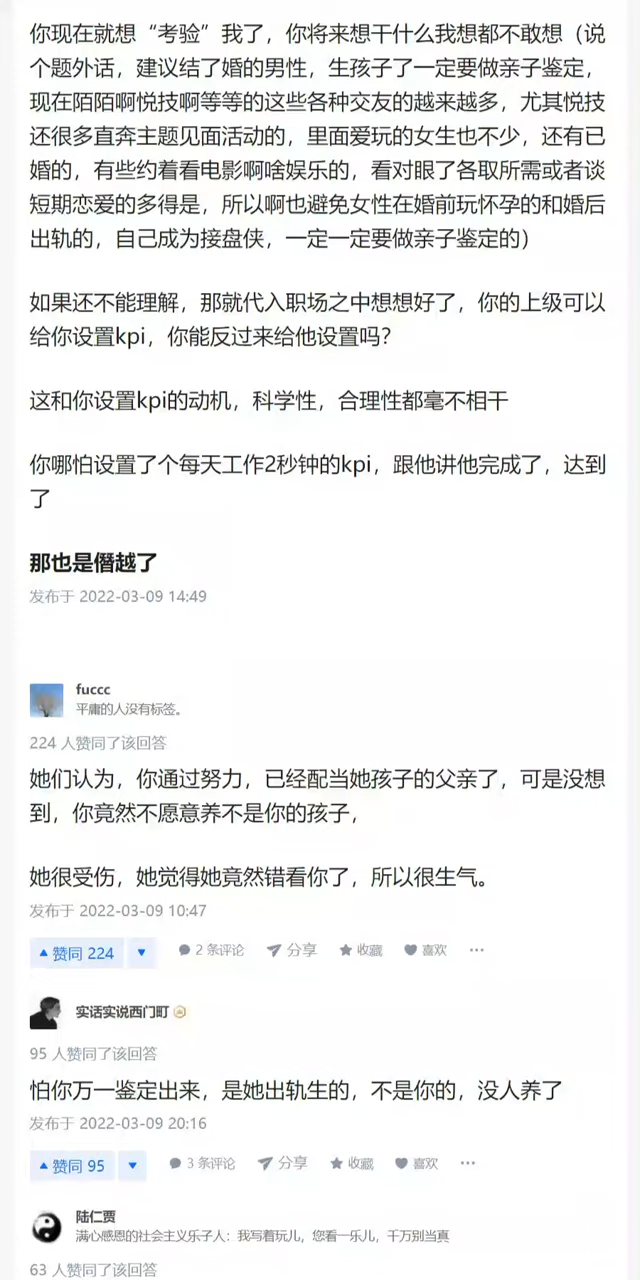 你现在就想“考验”我了，你将来想干什么我想都不敢想（说
个题外话，建议结了婚的男性，生孩子了一定要做亲子鉴定，
现在陌陌啊悦技啊等等的这些各种交友的越来越多，尤其悦技
还很多直奔主题见面活动的，里面爱玩的女生也不少，还有已
婚的，有些约着看电影啊啥娱乐的，看对眼了各取所需或者谈
短期恋爱的多得是，所以啊也避免女性在婚前玩怀孕的和婚后
出轨的，自己成为接盘侠，一定一定要做亲子鉴定的）
如果还不能理解，那就代入职场之中想想好了，你的上级可以
给你设置kpi，你能反过来给他设置吗？
这和你设置kpi的动机，科学性，合理性都毫不相干
你哪怕设置了个每天工作2秒钟的kpi，跟他讲他完成了，达到
了
那也是僭越了
发布于 2022-03-09 14:49
fuccc
平庸的人没有标签。
224 人赞同了该回答
她们认为，你通过努力，已经配当她孩子的父亲了，可是没想
到，你竟然不愿意养不是你的孩子，
她很受伤，她觉得她竟然错看你了，所以很生气。
发布于 2022-03-09 10:47
赞同 224 2 条评论 分享 收藏 喜欢 ···
实话实说西门町
95 人赞同了该回答
怕你万一鉴定出来，是她出轨生的，不是你的，没人养了
发布于 2022-03-09 20:16
赞同 95 3 条评论 分享 收藏 喜欢 ···
陆仁贾
满心感恩的社会主义乐子人：我写着玩儿，您看一乐儿，千万别当真
63 人赞同了该回答